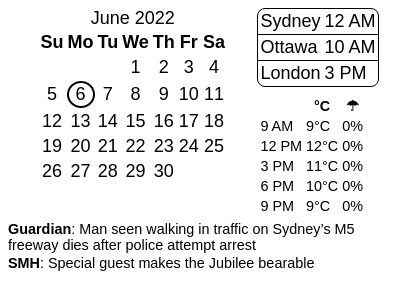 June 2022
Su Mo Tu We Th Fr Sa
1 2 3 4
5 6 7 8 9 10 11
12 13 14 15 16 17 18
19 20 21 22 23 24 25
26 27 28 29 30
Sydney 12 AM
Ottawa 10 AM
London 3 PM
°C ☂
9 AM 9°C 0%
12 PM 12°C 0%
3 PM 11°C 0%
6 PM 10°C 0%
9 PM 9°C 0%
Guardian: Man seen walking in traffic on Sydney’s M5
freeway dies after police attempt arrest
SMH: Special guest makes the Jubilee bearable